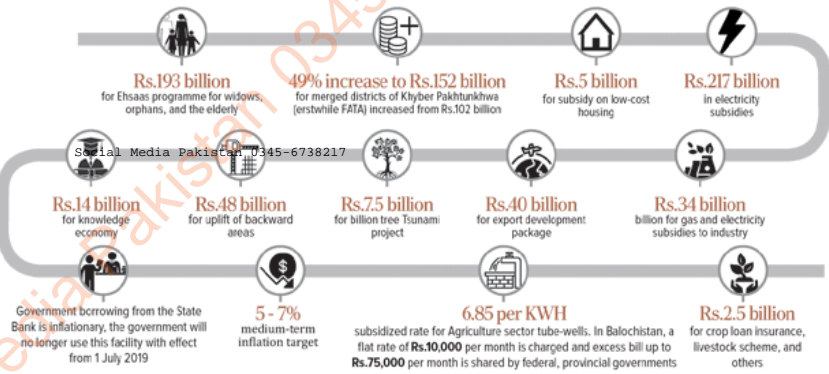 Rs.193 billion
for Ehsaas programme for widows,
orphans, and the elderly
49% increase to Rs.152 billion
for merged districts of Khyber Pakhtunkhwa
(erstwhile FATA) increased from Rs.102 billion
Rs.5 billion
for subsidy on low-cost
housing
Rs.217 billion
in electricity
subsidies
Social Media Pakistan 0345-6738217
Rs.14 billion
for knowledge
economy
Rs.48 billion
for uplift of backward
areas
Rs.7.5 billion
for billion tree Tsunami
project
Rs.40 billion
for export development
package
Rs.34 billion
billion for gas and electricity
subsidies to industry
Government borrowing from the State
Bank is inflationary, the government will
no longer use this facility with effect
from 1 July 2019
5 - 7%
medium-term
inflation target
6.85 per KWH
subsidized rate for Agriculture sector tube-wells. In Balochistan, a
flat rate of Rs.10,000 per month is charged and excess bill up to
Rs.75,000 per month is shared by federal, provincial governments
Rs.2.5 billion
for crop loan insurance,
livestock scheme, and
others
edia Pakistan 0345